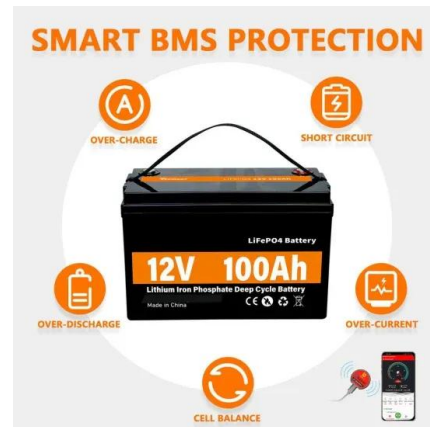 SMART BMS PROTECTION
A
OVER-CHARGE
SHORT CIRCUIT
LiFePO4 Battery
12V 100Ah
Lithium Iron Phosphate Deep Cycle Battery
Made in China
CE
OVER-DISCHARGE
OVER-CURRENT
CELL BALANCE